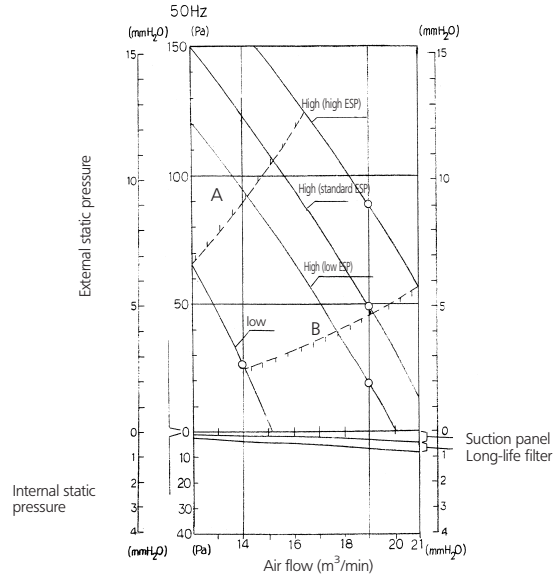 50Hz
(mmH₂O) (Pa) (mmH₂O)
15 150 15
High (high ESP)
10 100 10
A
High (standard ESP)
External static pressure
High (low ESP)
5 50 5
low
B
0 0 0
Suction panel
Long-life filter
1 10 1
2 20 2
Internal static
pressure
3 30 3
4 40 4
(mmH₂O) (Pa) 14 16 18 20 21 (mmH₂O)
Air flow (m³/min)